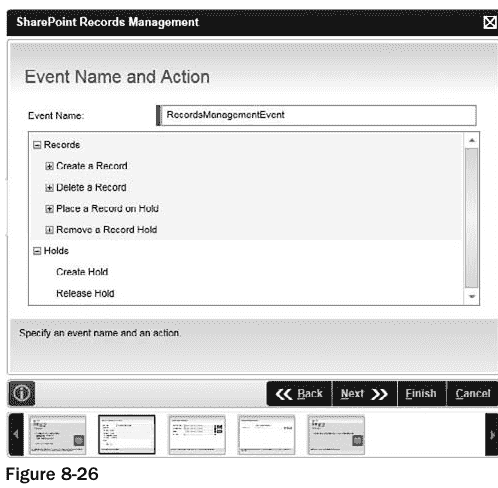 SharePoint Records Management
Event Name and Action
Event Name: RecordsManagementEvent
Records
Create a Record
Delete a Record
Place a Record on Hold
Remove a Record Hold
Holds
Create Hold
Release Hold
Specify an event name and an action.
Back Next Finish Cancel
Figure 8-26